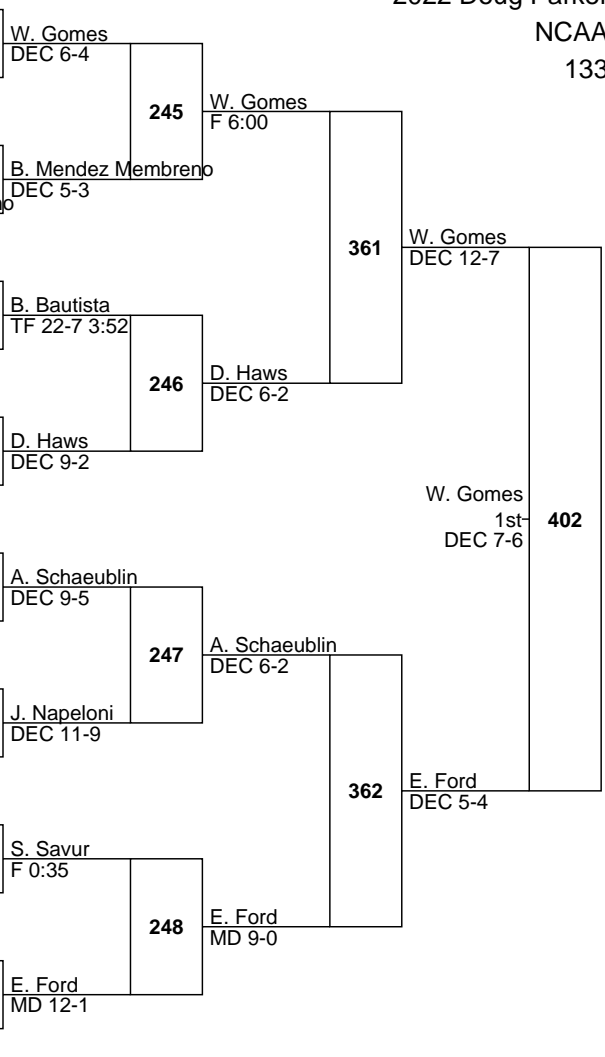 NCAA
133
W. Gomes
DEC 6-4
245
W. Gomes
F 6:00
B. Mendez Membreno
DEC 5-3
361
W. Gomes
DEC 12-7
B. Bautista
TF 22-7 3:52
246
D. Haws
DEC 6-2
D. Haws
DEC 9-2
W. Gomes
1st
DEC 7-6
402
A. Schaeublin
DEC 9-5
247
A. Schaeublin
DEC 6-2
J. Napeloni
DEC 11-9
362
E. Ford
DEC 5-4
S. Savur
F 0:35
248
E. Ford
MD 9-0
E. Ford
MD 12-1